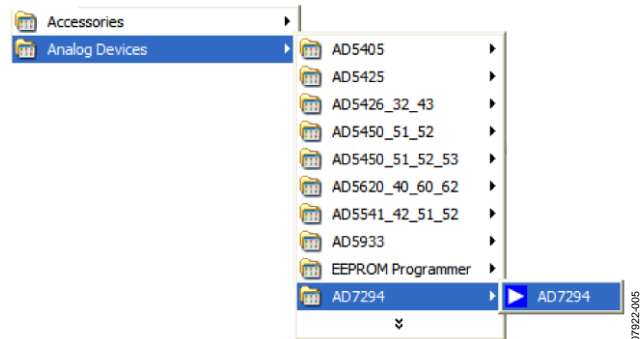 Accessories
Analog Devices
AD5405
AD5425
AD5426_32_43
AD5450_51_52
AD5450_51_52_53
AD5620_40_60_62
AD5541_42_51_52
AD5933
EEPROM Programmer
AD7294
AD7294
07922-005